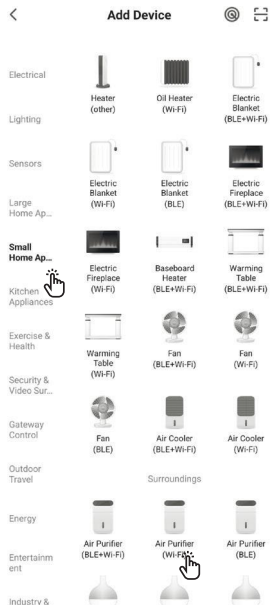 Add Device
Electrical
Lighting
Sensors
Large
Home Ap...
Small
Home Ap...
Kitchen
Appliances
Exercise &
Health
Security &
Video Sur...
Gateway
Control
Outdoor
Travel
Energy
Entertainm
ent
Industry &
Heater
(other)
Oil Heater
(Wi-Fi)
Electric
Blanket
(BLE+Wi-Fi)
Electric
Blanket
(Wi-Fi)
Electric
Blanket
(BLE)
Electric
Fireplace
(BLE+Wi-Fi)
Electric
Fireplace
(Wi-Fi)
Baseboard
Heater
(BLE+Wi-Fi)
Warming
Table
(BLE+Wi-Fi)
Warming
Table
(Wi-Fi)
Fan
(BLE+Wi-Fi)
Fan
(Wi-Fi)
Fan
(BLE)
Air Cooler
(BLE+Wi-Fi)
Air Cooler
(Wi-Fi)
Surroundings
Air Purifier
(BLE+Wi-Fi)
Air Purifier
(Wi-Fi)
Air Purifier
(BLE)